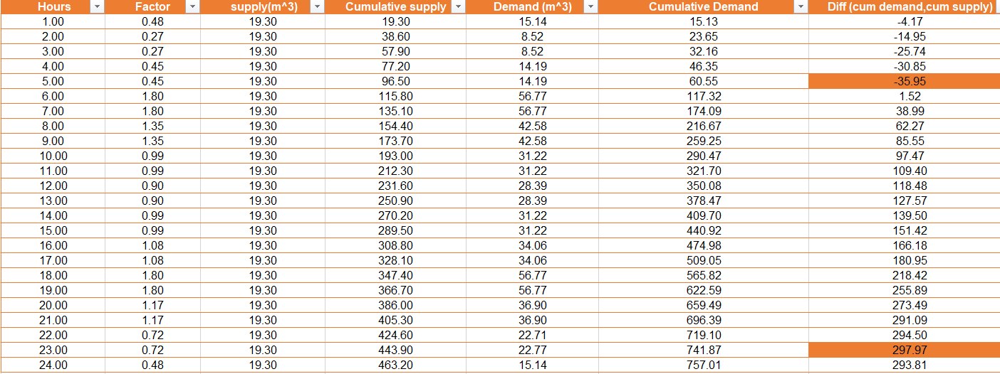 Hours Factor supply(m^3) Cumulative supply Demand (m^3) Cumulative Demand Diff (cum demand,cum supply)
1.00 0.48 19.30 19.30 15.14 15.13 -4.17
2.00 0.27 19.30 38.60 8.52 23.65 -14.95
3.00 0.27 19.30 57.90 8.52 32.16 -25.74
4.00 0.45 19.30 77.20 14.19 46.35 -30.85
5.00 0.45 19.30 96.50 14.19 60.55 -35.95
6.00 1.80 19.30 115.80 56.77 117.32 1.52
7.00 1.80 19.30 135.10 56.77 174.09 38.99
8.00 1.35 19.30 154.40 42.58 216.67 62.27
9.00 1.35 19.30 173.70 42.58 259.25 85.55
10.00 0.99 19.30 193.00 31.22 290.47 97.47
11.00 0.99 19.30 212.30 31.22 321.70 109.40
12.00 0.90 19.30 231.60 28.39 350.08 118.48
13.00 0.90 19.30 250.90 28.39 378.47 127.57
14.00 0.99 19.30 270.20 31.22 409.70 139.50
15.00 0.99 19.30 289.50 31.22 440.92 151.42
16.00 1.08 19.30 308.80 34.06 474.98 166.18
17.00 1.08 19.30 328.10 34.06 509.05 180.95
18.00 1.80 19.30 347.40 56.77 565.82 218.42
19.00 1.80 19.30 366.70 56.77 622.59 255.89
20.00 1.17 19.30 386.00 36.90 659.49 273.49
21.00 1.17 19.30 405.30 36.90 696.39 291.09
22.00 0.72 19.30 424.60 22.71 719.10 294.50
23.00 0.72 19.30 443.90 22.77 741.87 297.97
24.00 0.48 19.30 463.20 15.14 757.01 293.81